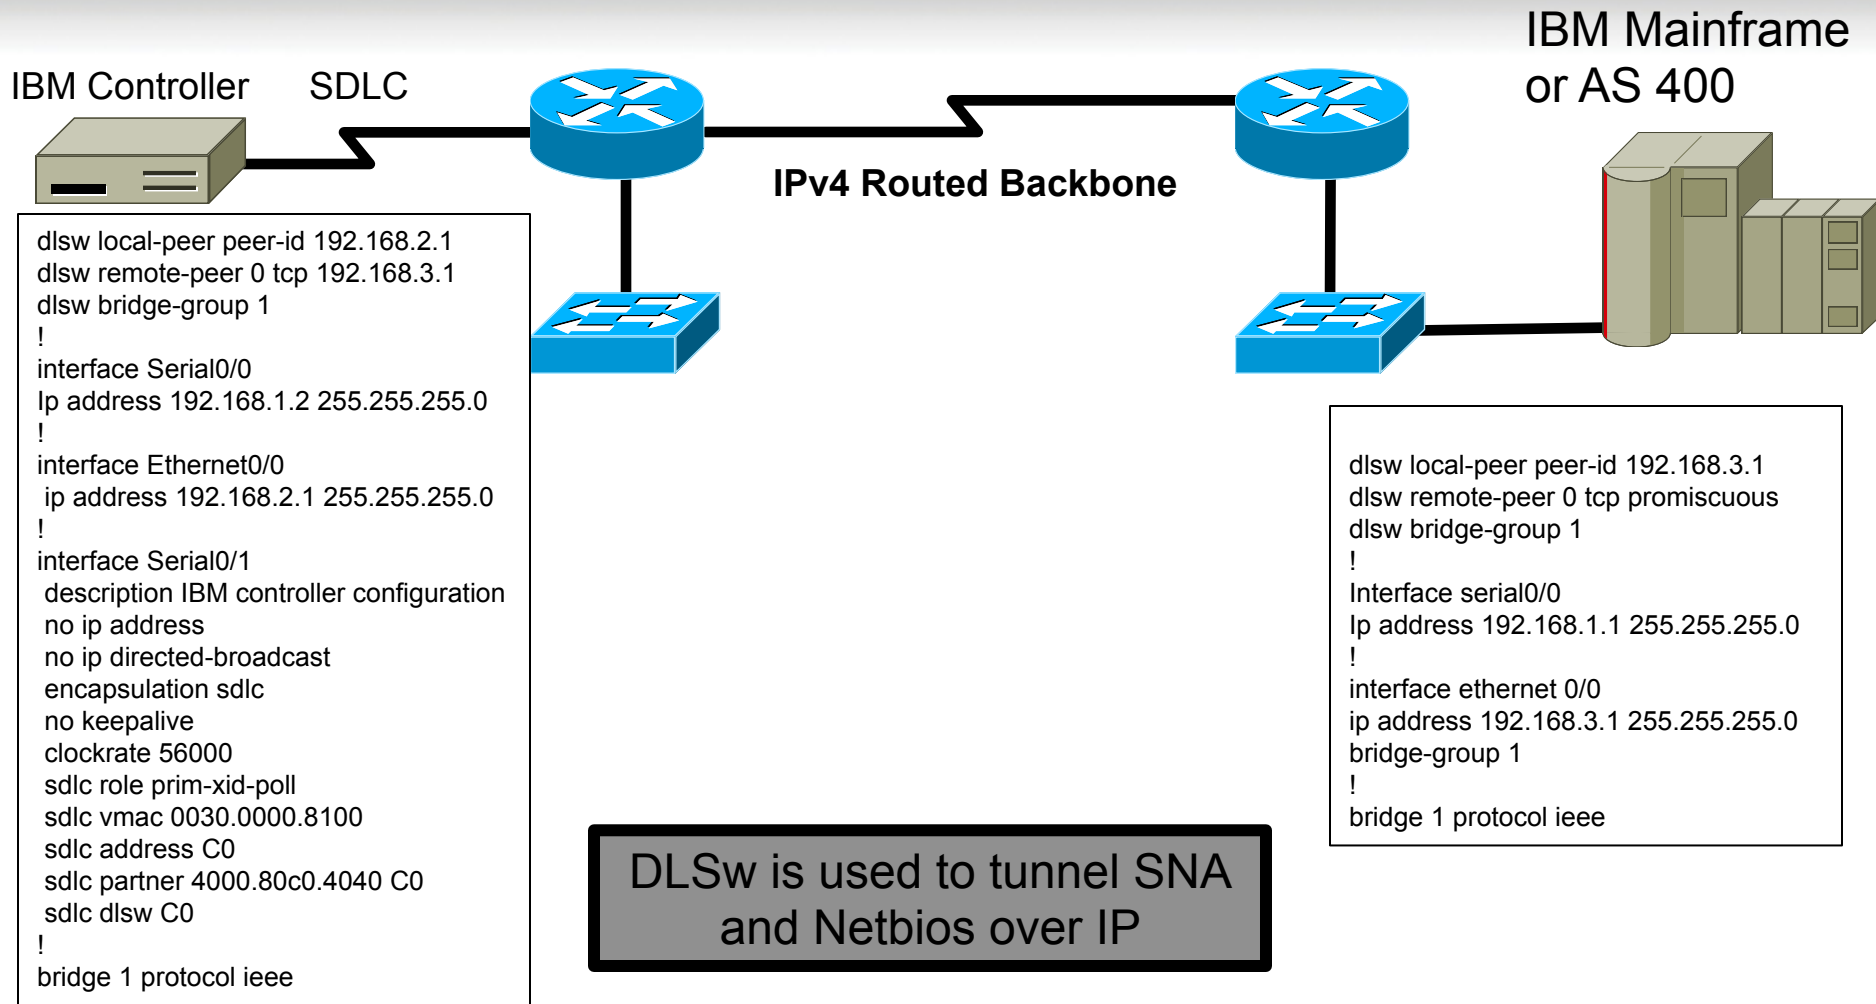 IBM Mainframe
or AS 400
IBM Controller
SDLC
IPv4 Routed Backbone
dlsw local-peer peer-id 192.168.2.1
dlsw remote-peer 0 tcp 192.168.3.1
dlsw bridge-group 1
!
interface Serial0/0
Ip address 192.168.1.2 255.255.255.0
!
interface Ethernet0/0
ip address 192.168.2.1 255.255.255.0
!
interface Serial0/1
description IBM controller configuration
no ip address
no ip directed-broadcast
encapsulation sdlc
no keepalive
clockrate 56000
sdlc role prim-xid-poll
sdlc vmac 0030.0000.8100
sdlc address C0
sdlc partner 4000.80c0.4040 C0
sdlc dlsw C0
!
bridge 1 protocol ieee
dlsw local-peer peer-id 192.168.3.1
dlsw remote-peer 0 tcp promiscuous
dlsw bridge-group 1
!
Interface serial0/0
Ip address 192.168.1.1 255.255.255.0
!
interface ethernet 0/0
ip address 192.168.3.1 255.255.255.0
bridge-group 1
!
bridge 1 protocol ieee
DLSw is used to tunnel SNA
and Netbios over IP